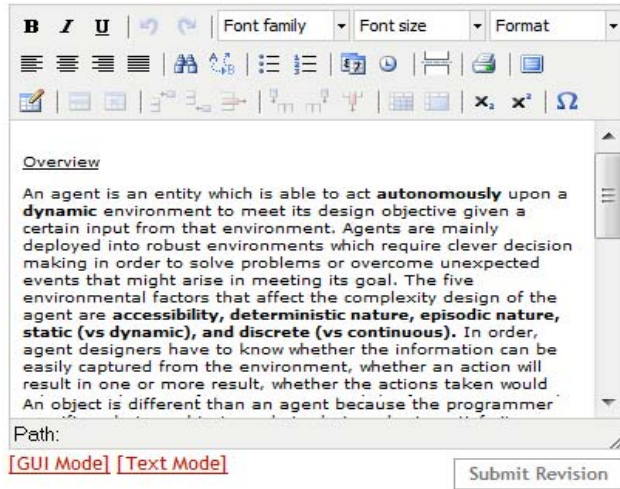 B I U Font family Font size Format
Overview
An agent is an entity which is able to act autonomously upon a
dynamic environment to meet its design objective given a
certain input from that environment. Agents are mainly
deployed into robust environments which require clever decision
making in order to solve problems or overcome unexpected
events that might arise in meeting its goal. The five
environmental factors that affect the complexity design of the
agent are accessibility, deterministic nature, episodic nature,
static (vs dynamic), and discrete (vs continuous). In order,
agent designers have to know whether the information can be
easily captured from the environment, whether an action will
result in one or more result, whether the actions taken would
An object is different than an agent because the programmer
Path:
[GUI Mode] [Text Mode]
Submit Revision